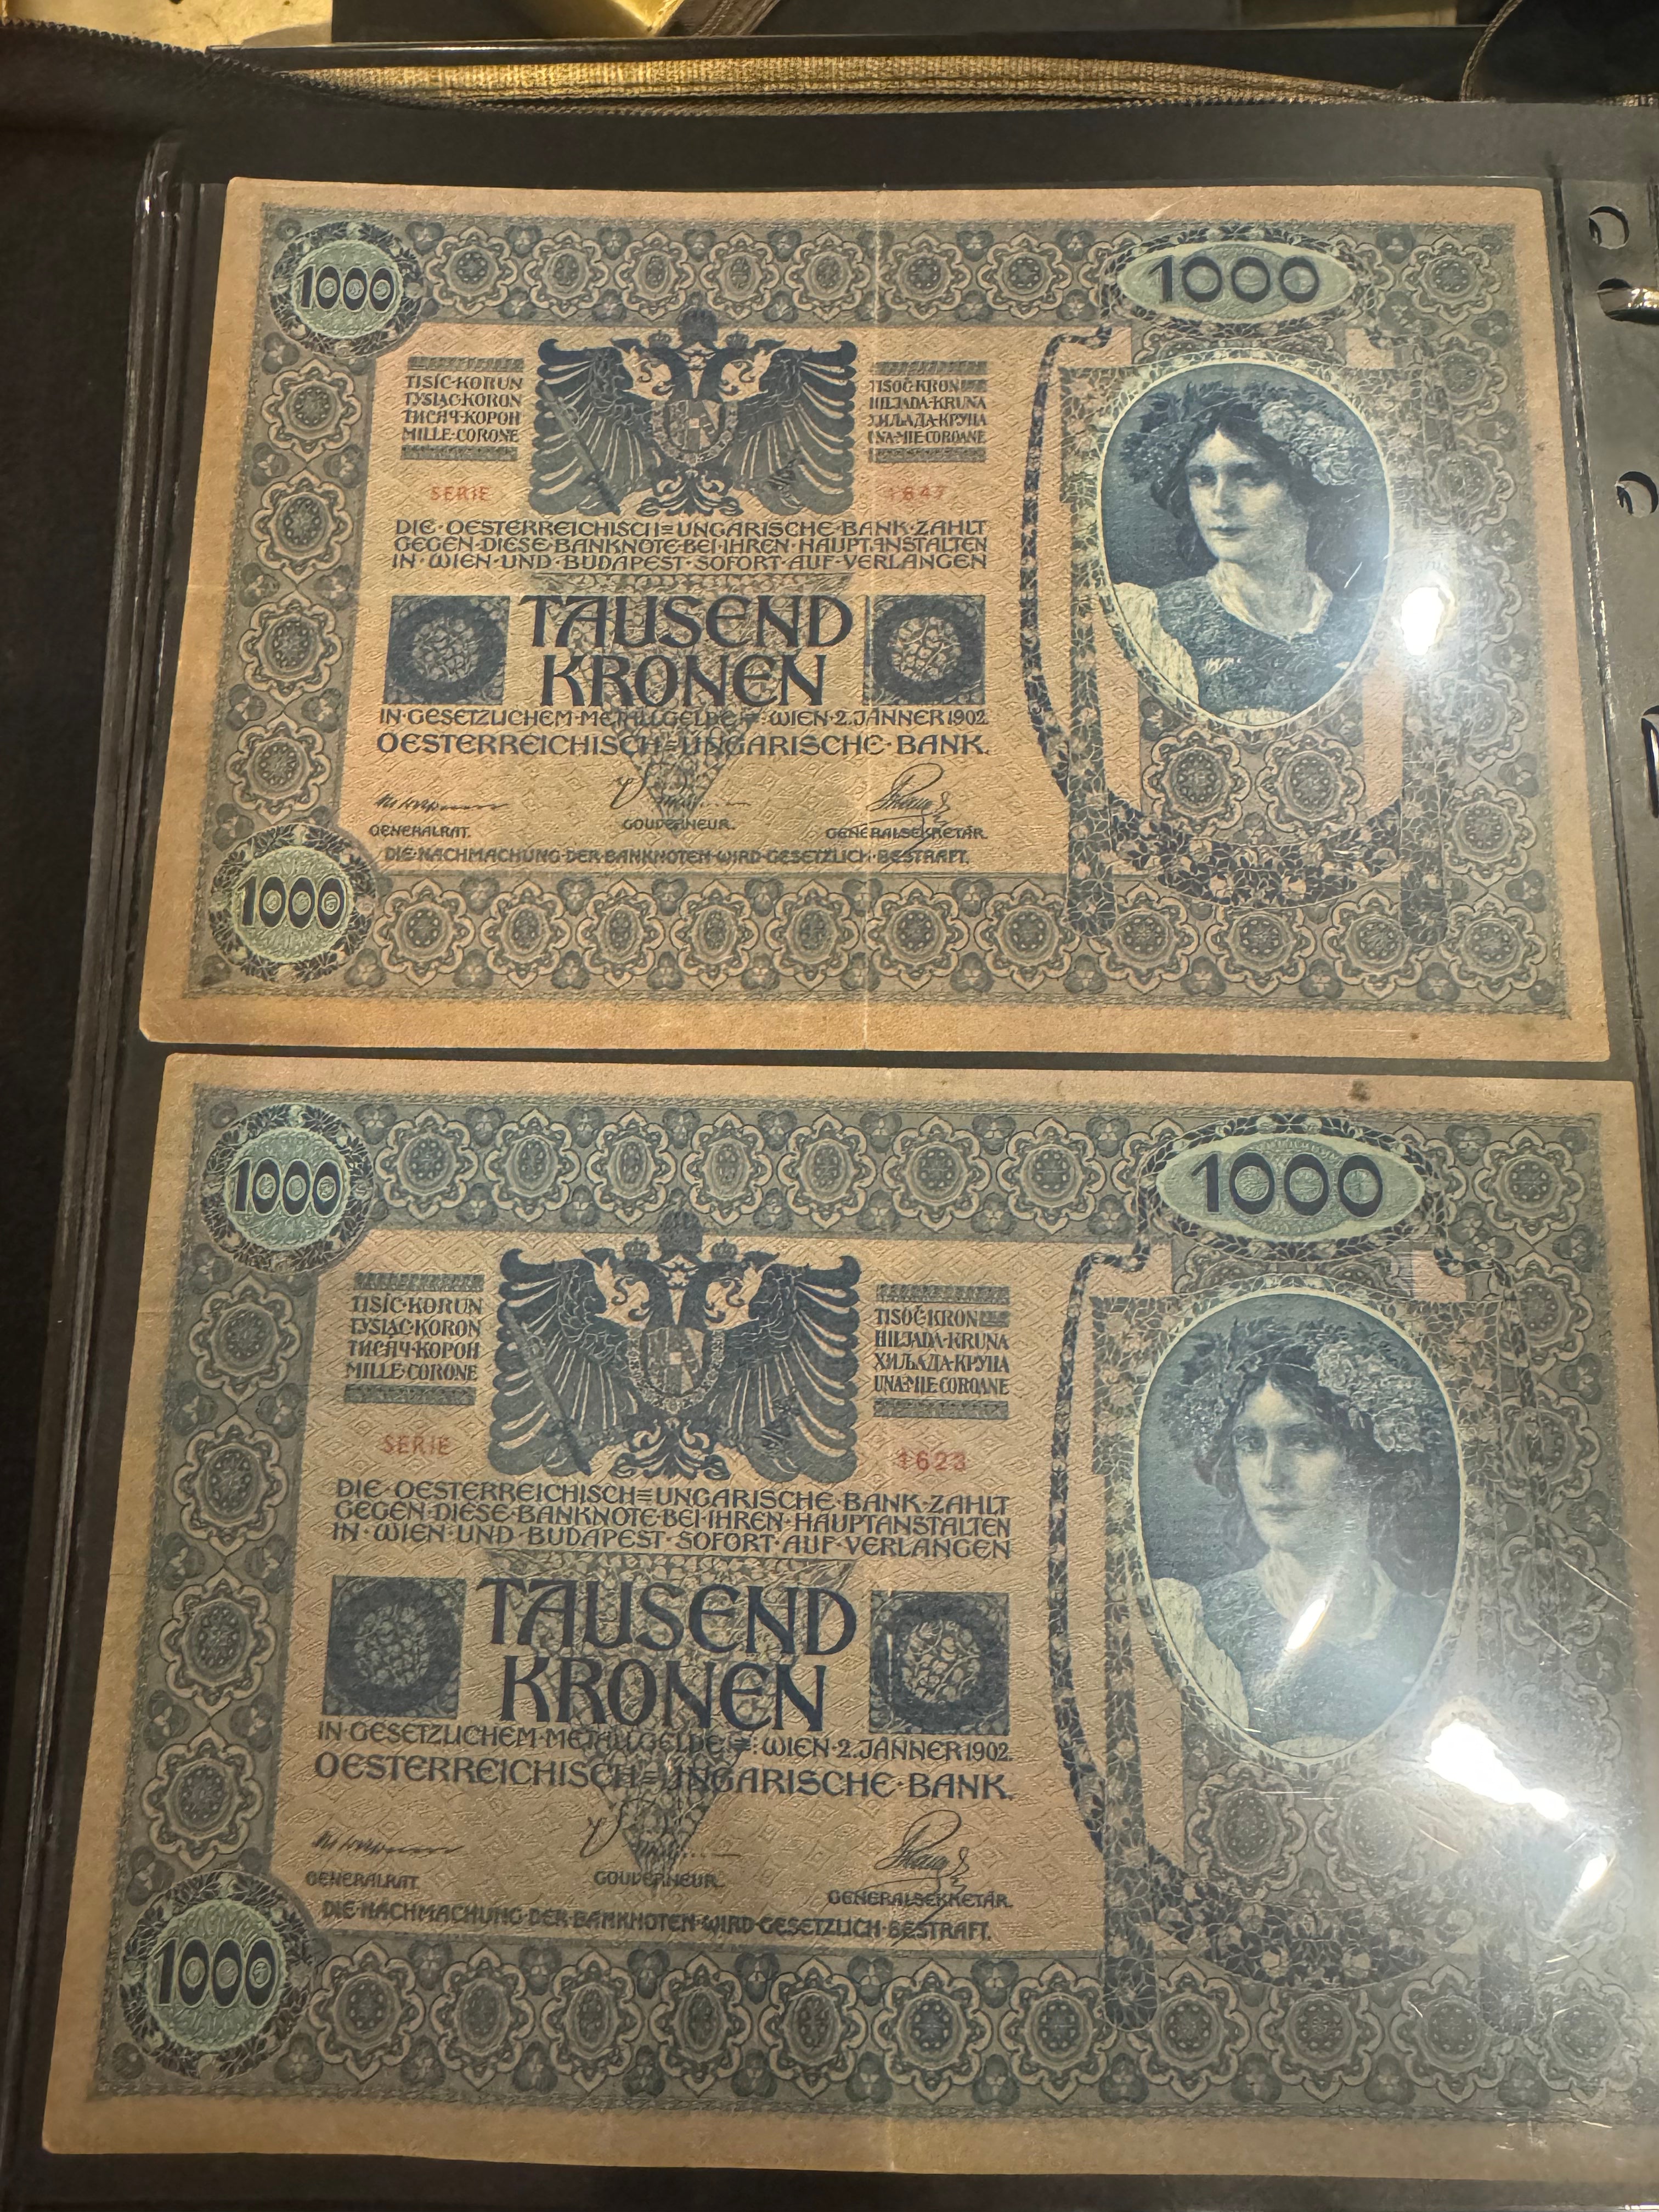 1000
1000
TISÍC·KORUN
TYSIĄC·KORON
ТИСЯЧ·КОРОН
MILLE·CORONE
TISOČ·KRON
HILJADA·KRUNA
ХИЉАДА·КРУНА
UNA·MIE COROANE
SERIE
1647
DIE·OESTERREICHISCH=UNGARISCHE·BANK·ZAHLT
GEGEN·DIESE·BANKNOTE·BEI·IHREN·HAUPTANSTALTEN
IN·WIEN·UND·BUDAPEST·SOFORT·AUF·VERLANGEN
TAUSEND
KRONEN
IN·GESETZLICHEM·METALLGELDE·:·WIEN·2.JÄNNER 1902.
OESTERREICHISCH=UNGARISCHE·BANK.
GENERALRAT.
GOUVERNEUR.
GENERALSEKRETÄR.
DIE·NACHMACHUNG·DER·BANKNOTEN·WIRD·GESETZLICH·BESTRAFT.
1000
1000
1000
TISÍC·KORUN
TYSIĄC·KORON
ТИСЯЧ·КОРОН
MILLE·CORONE
TISOČ·KRON
HILJADA·KRUNA
ХИЉАДА·КРУНА
UNA·MIE COROANE
SERIE
1623
DIE·OESTERREICHISCH=UNGARISCHE·BANK·ZAHLT
GEGEN·DIESE·BANKNOTE·BEI·IHREN·HAUPTANSTALTEN
IN·WIEN·UND·BUDAPEST·SOFORT·AUF·VERLANGEN
TAUSEND
KRONEN
IN·GESETZLICHEM·METALLGELDE·:·WIEN·2.JÄNNER 1902.
OESTERREICHISCH=UNGARISCHE·BANK.
GENERALRAT.
GOUVERNEUR.
GENERALSEKRETÄR.
DIE·NACHMACHUNG·DER·BANKNOTEN·WIRD·GESETZLICH·BESTRAFT.
1000